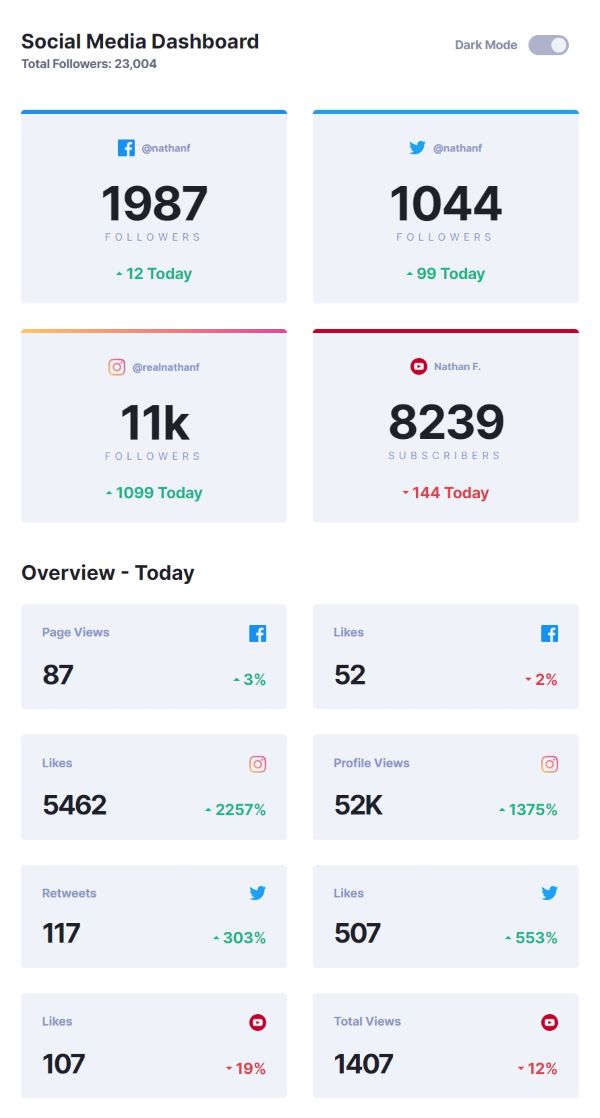 Social Media Dashboard
Total Followers: 23,004
Dark Mode
@nathanf
1987
FOLLOWERS
12 Today
@nathanf
1044
FOLLOWERS
99 Today
@realnathanf
11k
FOLLOWERS
1099 Today
Nathan F.
8239
SUBSCRIBERS
144 Today
Overview - Today
Page Views
87
3%
Likes
52
2%
Likes
5462
2257%
Profile Views
52K
1375%
Retweets
117
303%
Likes
507
553%
Likes
107
19%
Total Views
1407
12%